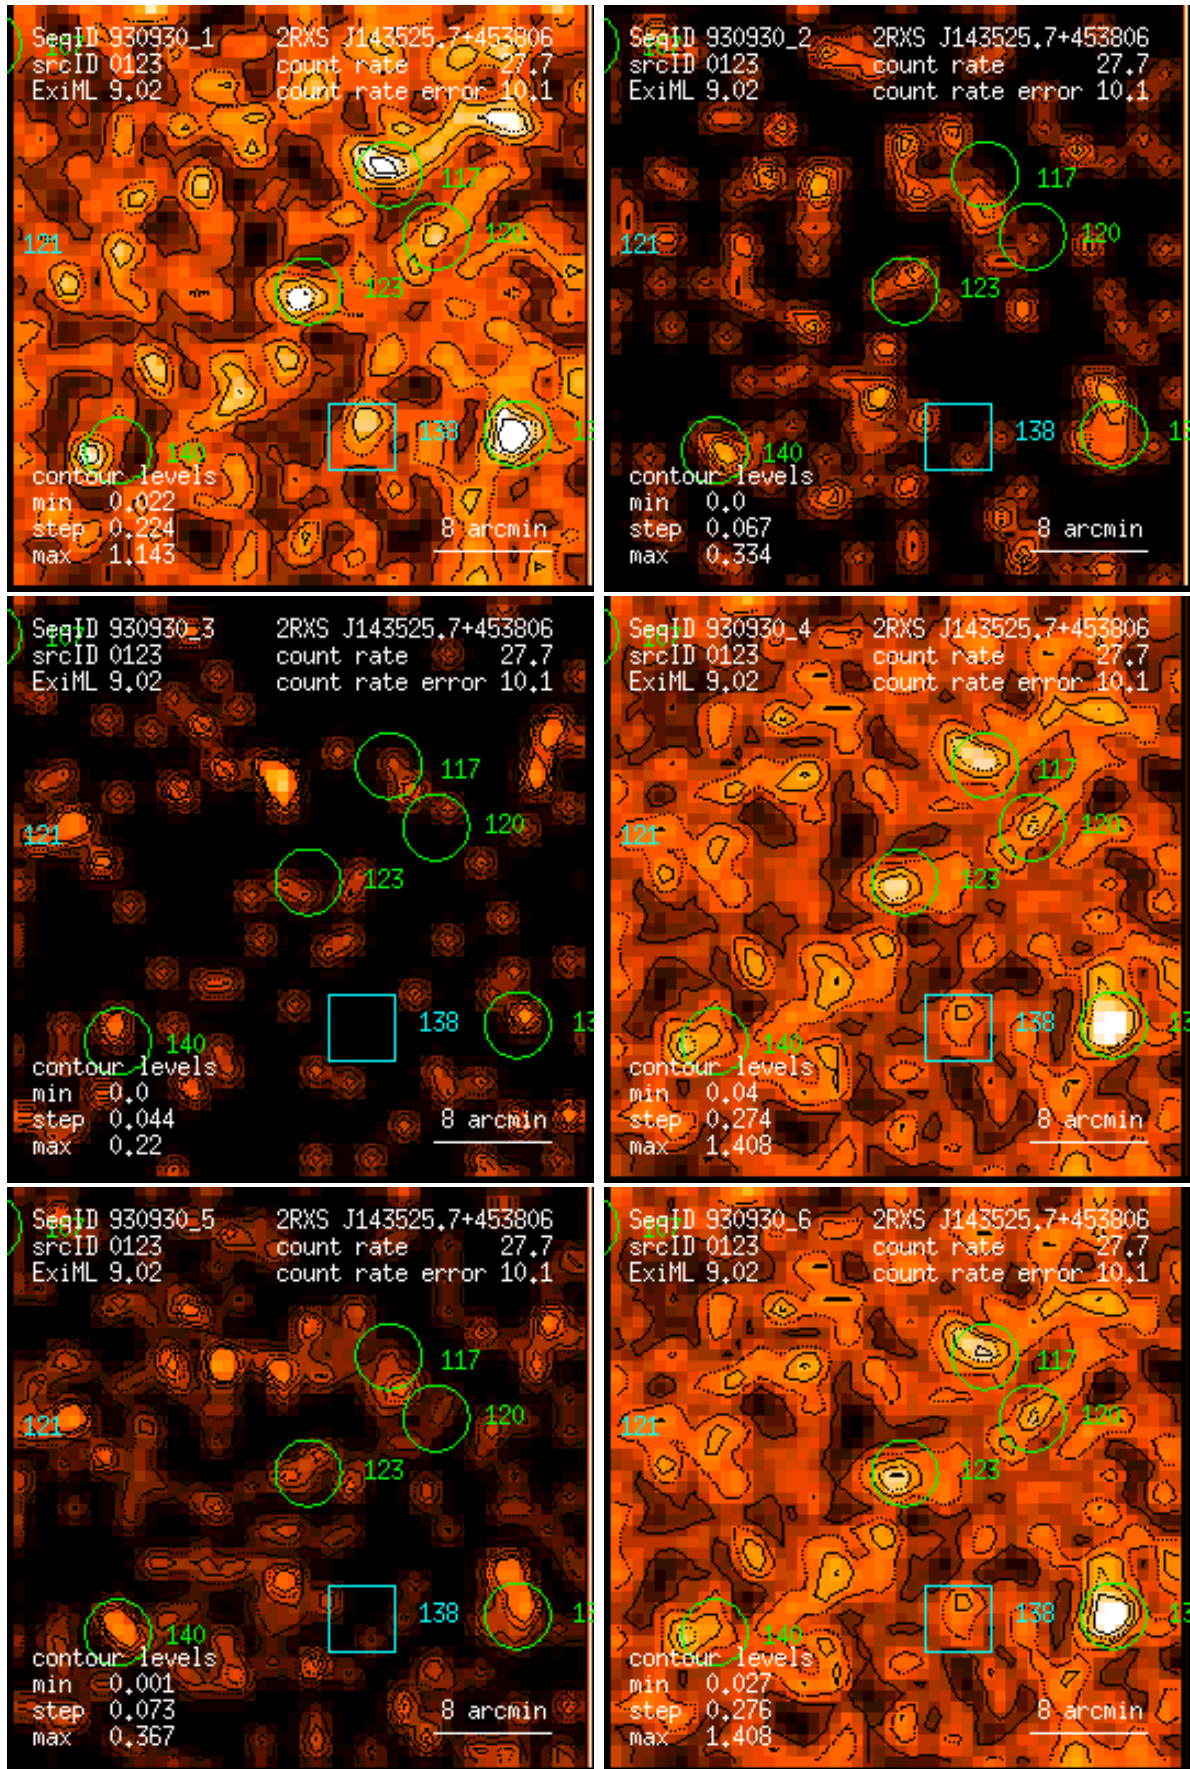 SeqID 930930_1 2RXS J143525.7+453806
srcID 0123 count rate 27.7
ExiML 9.02 count rate error 10.1
117
120
121
123
138
140
contour levels
min 0.022
step 0.224
max 1.143
8 arcmin
SeqID 930930_2 2RXS J143525.7+453806
srcID 0123 count rate 27.7
ExiML 9.02 count rate error 10.1
117
120
121
123
138
140
contour levels
min 0.0
step 0.067
max 0.334
8 arcmin
SeqID 930930_3 2RXS J143525.7+453806
srcID 0123 count rate 27.7
ExiML 9.02 count rate error 10.1
117
120
121
123
138
140
contour levels
min 0.0
step 0.044
max 0.22
8 arcmin
SeqID 930930_4 2RXS J143525.7+453806
srcID 0123 count rate 27.7
ExiML 9.02 count rate error 10.1
117
120
121
123
138
140
contour levels
min 0.04
step 0.274
max 1.408
8 arcmin
SeqID 930930_5 2RXS J143525.7+453806
srcID 0123 count rate 27.7
ExiML 9.02 count rate error 10.1
117
120
121
123
138
140
contour levels
min 0.001
step 0.073
max 0.367
8 arcmin
SeqID 930930_6 2RXS J143525.7+453806
srcID 0123 count rate 27.7
ExiML 9.02 count rate error 10.1
117
120
121
123
138
140
contour levels
min 0.027
step 0.276
max 1.408
8 arcmin